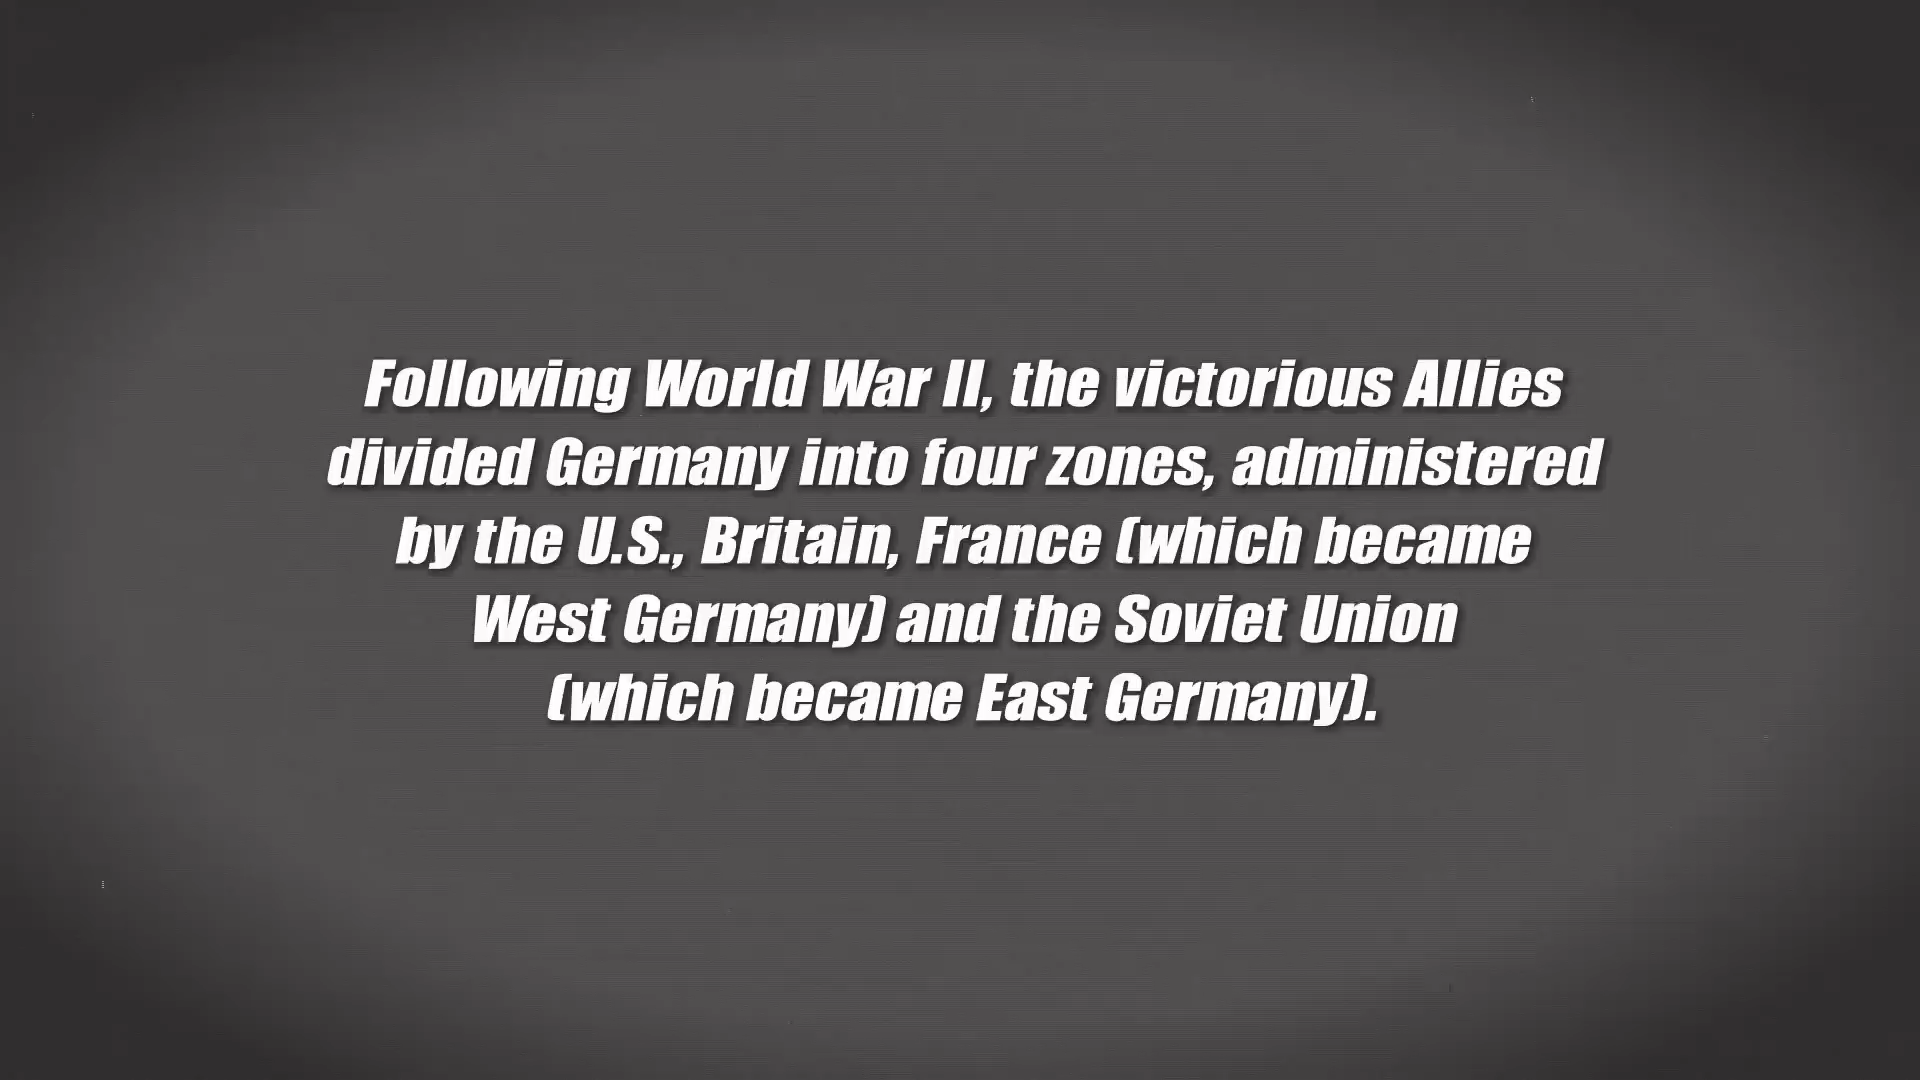 Following World War II, the victorious Allies
divided Germany into four zones, administered
by the U.S., Britain, France (which became
West Germany) and the Soviet Union
(which became East Germany).